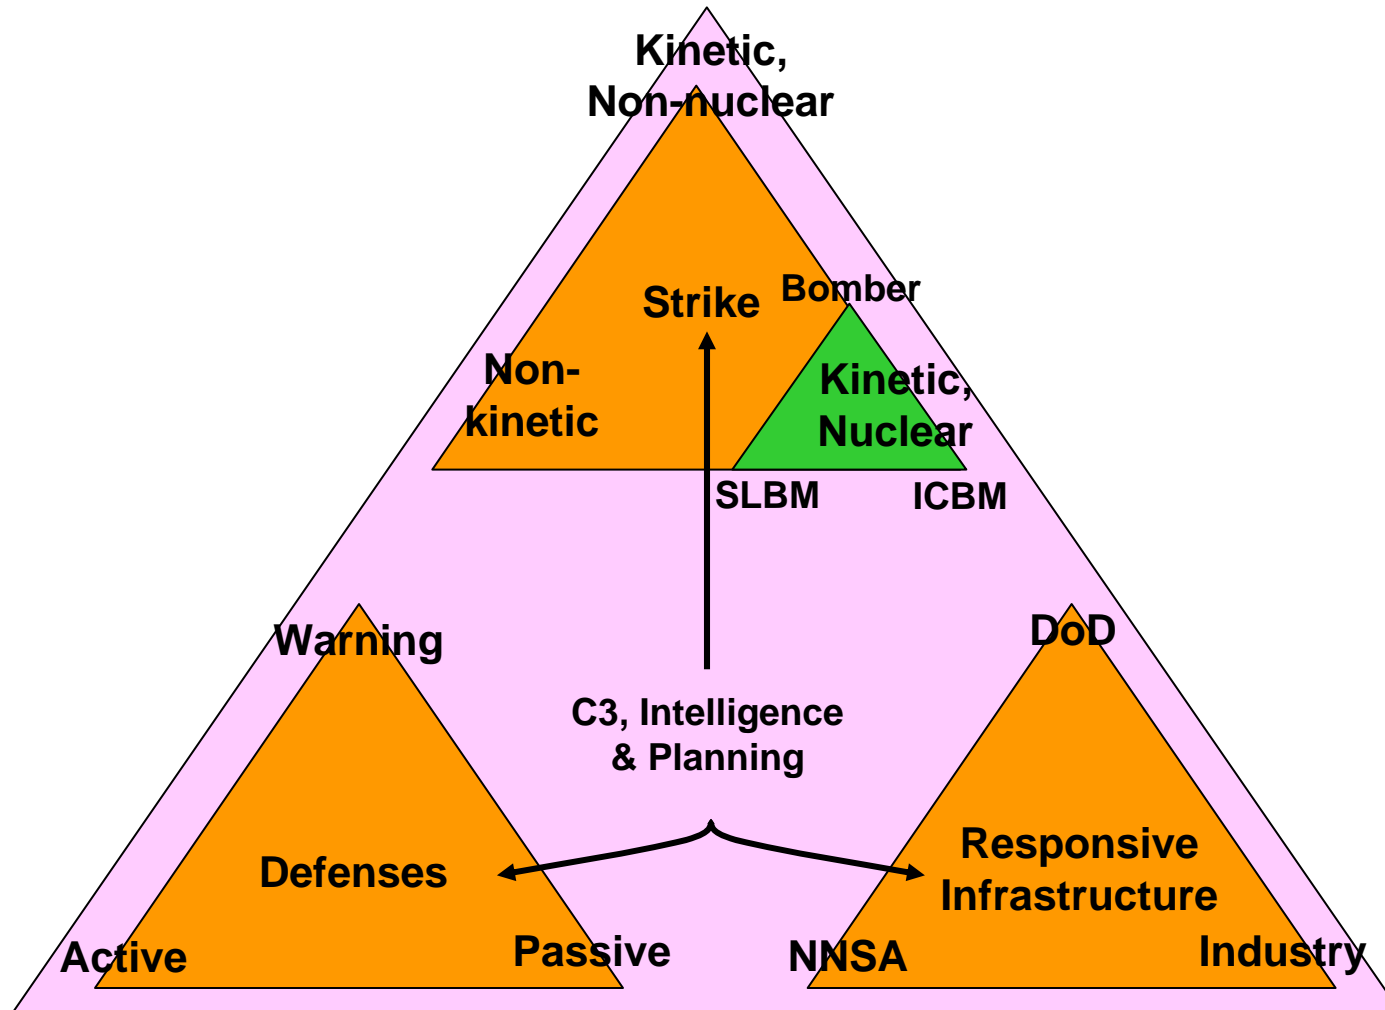 Kinetic,
Non-nuclear
Strike
Bomber
Non-
kinetic
Kinetic,
Nuclear
SLBM
ICBM
Warning
DoD
C3, Intelligence
& Planning
Defenses
Responsive
Infrastructure
Active
Passive
NNSA
Industry